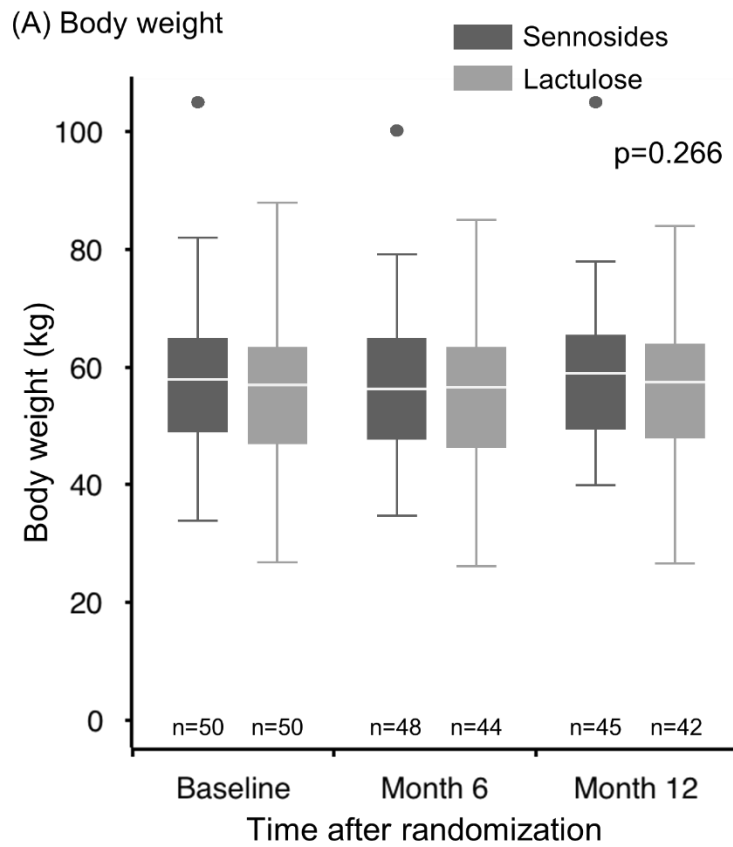 (A) Body weight
Sennosides
Lactulose
p=0.266
Body weight (kg)
100
80
60
40
20
0
n=50 n=50 n=48 n=44 n=45 n=42
Baseline Month 6 Month 12
Time after randomization